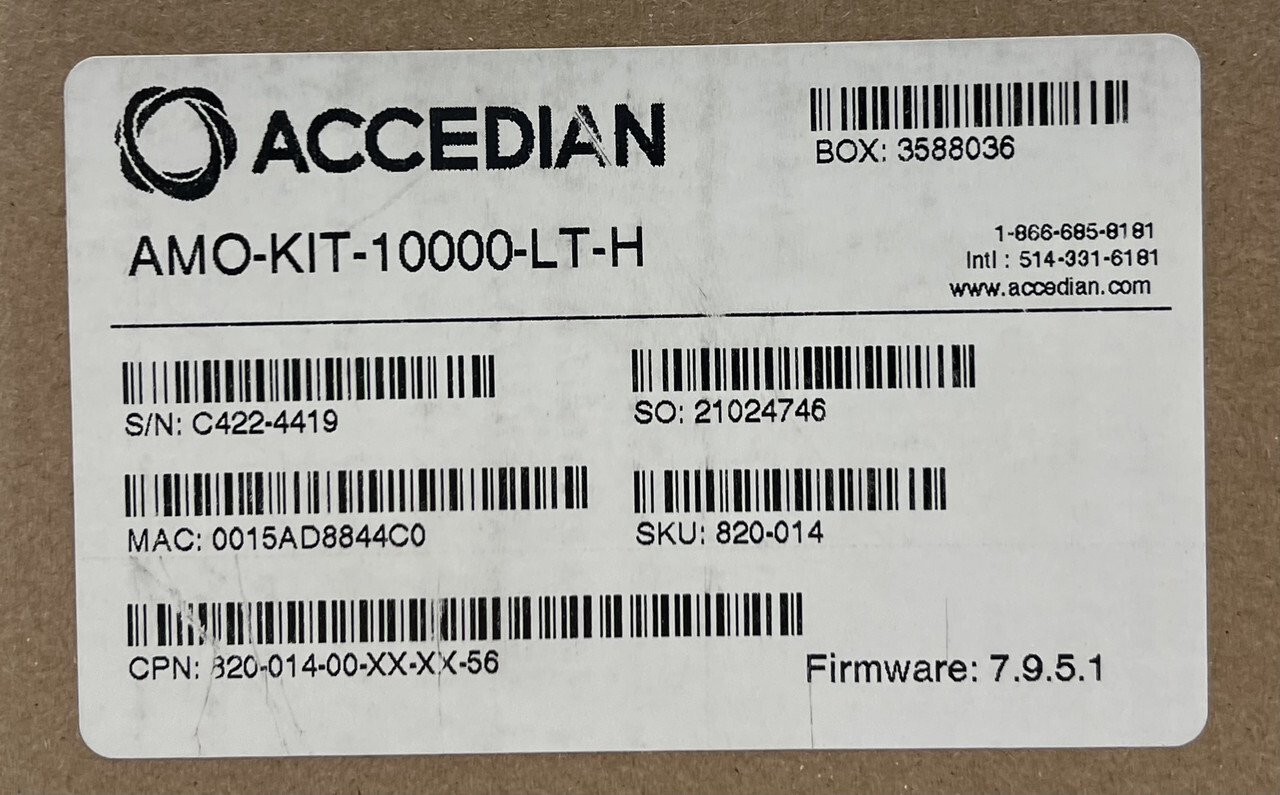 ACCEDIAN
BOX: 3588036
AMO-KIT-10000-LT-H
1-866-685-8181
Intl : 514-331-6181
www.accedian.com
S/N: C422-4419
SO: 21024746
MAC: 0015AD8844C0
SKU: 820-014
CPN: 820-014-00-XX-XX-56
Firmware: 7.9.5.1